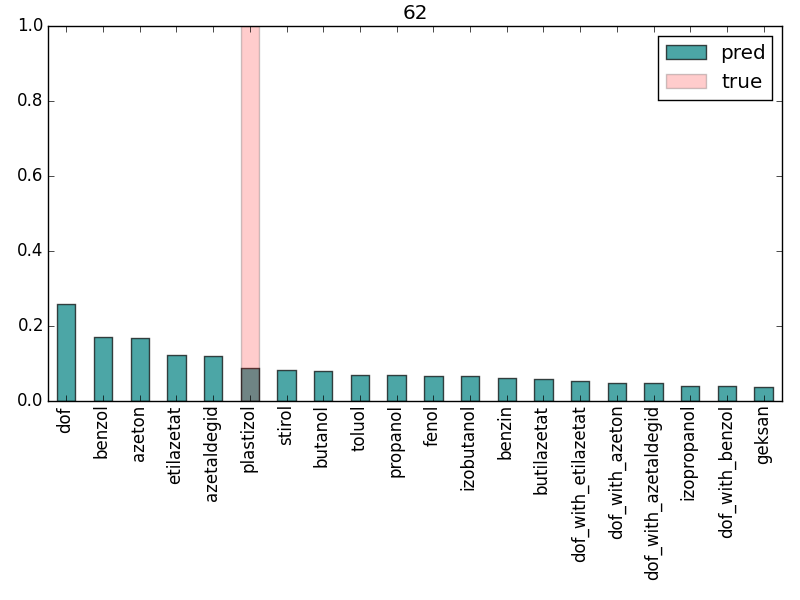 62
1.0
0.8
0.6
0.4
0.2
0.0
pred
true
dof
benzol
azeton
etilazetat
azetaldegid
plastizol
stirol
butanol
toluol
propanol
fenol
izobutanol
benzin
butilazetat
dof_with_etilazetat
dof_with_azeton
dof_with_azetaldegid
izopropanol
dof_with_benzol
geksan